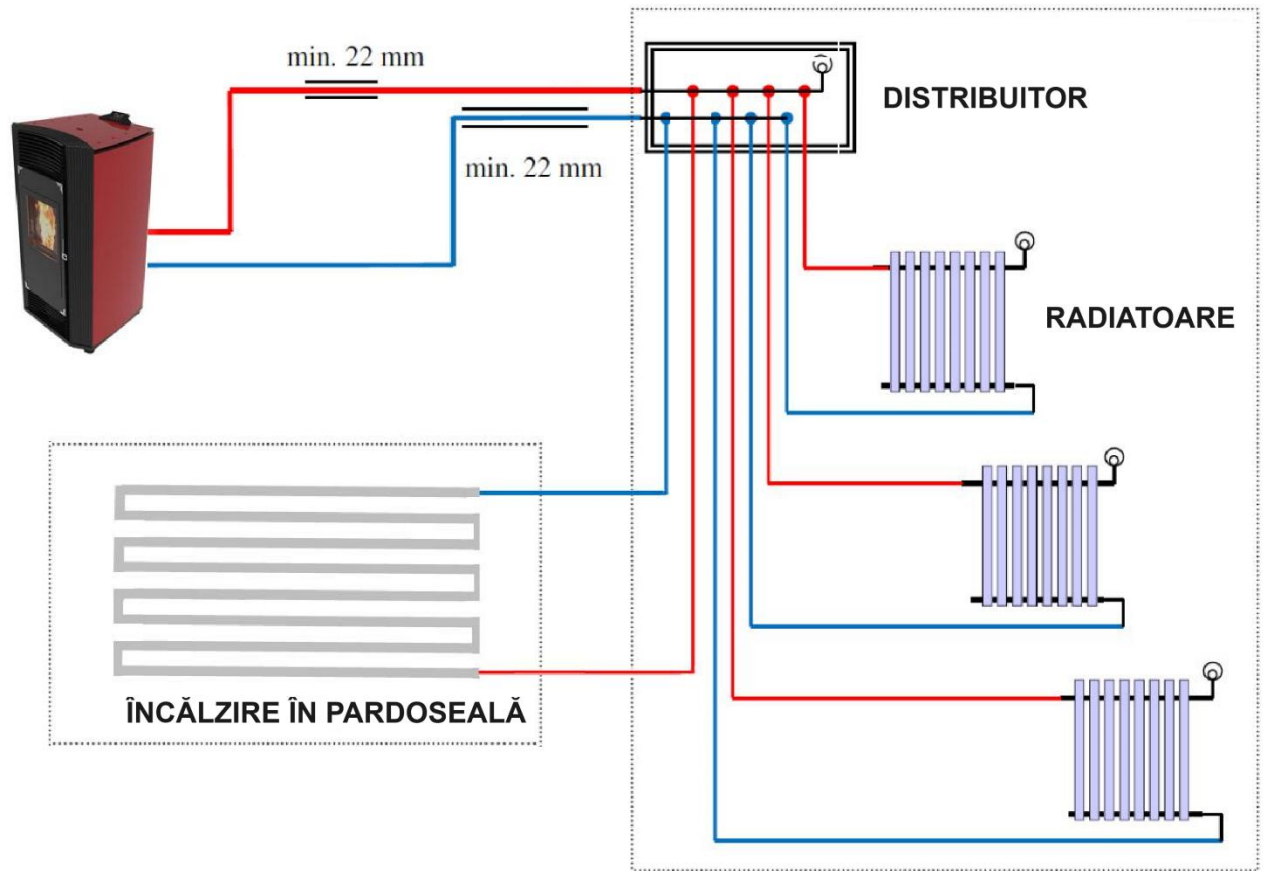 min. 22 mm
DISTRIBUITOR
min. 22 mm
RADIATOARE
ÎNCĂLZIRE ÎN PARDOSEALĂ